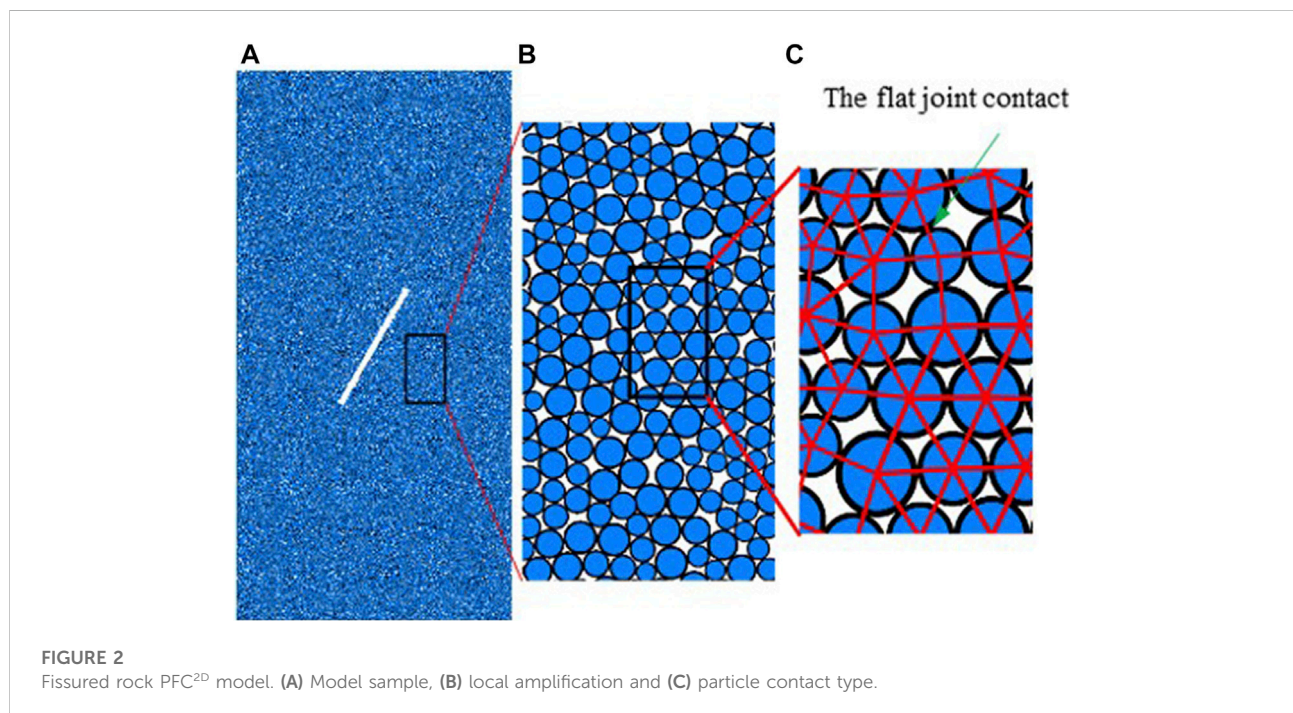 A
B
C
The flat joint contact
FIGURE 2
Fissured rock PFC2D model. (A) Model sample, (B) local amplification and (C) particle contact type.